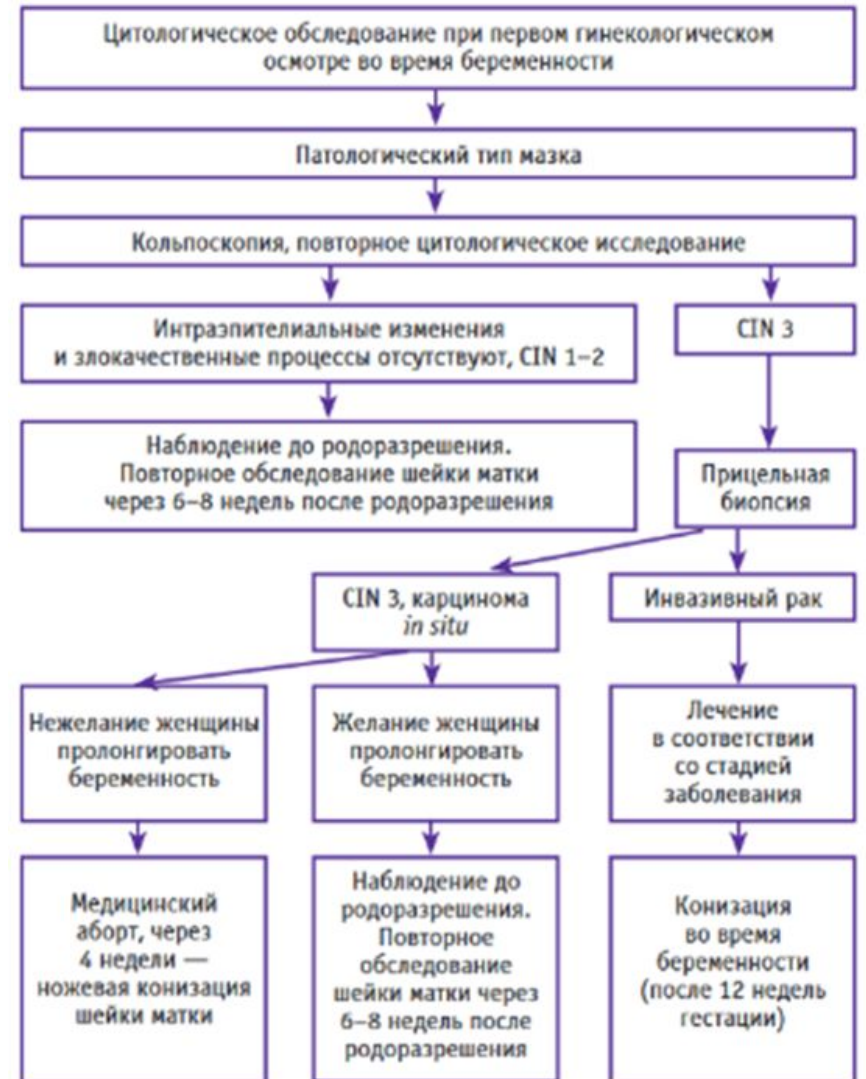 Цитологическое обследование при первом гинекологическом
осмотре во время беременности
Патологический тип мазка
Кольпоскопия, повторное цитологическое исследование
Интраэпителиальные изменения
и злокачественные процессы отсутствуют, CIN 1–2
CIN 3
Наблюдение до родоразрешения.
Повторное обследование шейки матки
через 6–8 недель после родоразрешения
Прицельная
биопсия
CIN 3, карцинома
in situ
Инвазивный рак
Нежелание женщины
пролонгировать
беременность
Желание женщины
пролонгировать
беременность
Лечение
в соответствии
со стадией
заболевания
Медицинский
аборт, через
4 недели —
ножевая конизация
шейки матки
Наблюдение до
родоразрешения.
Повторное
обследование
шейки матки через
6–8 недель после
родоразрешения
Конизация
во время
беременности
(после 12 недель
гестации)